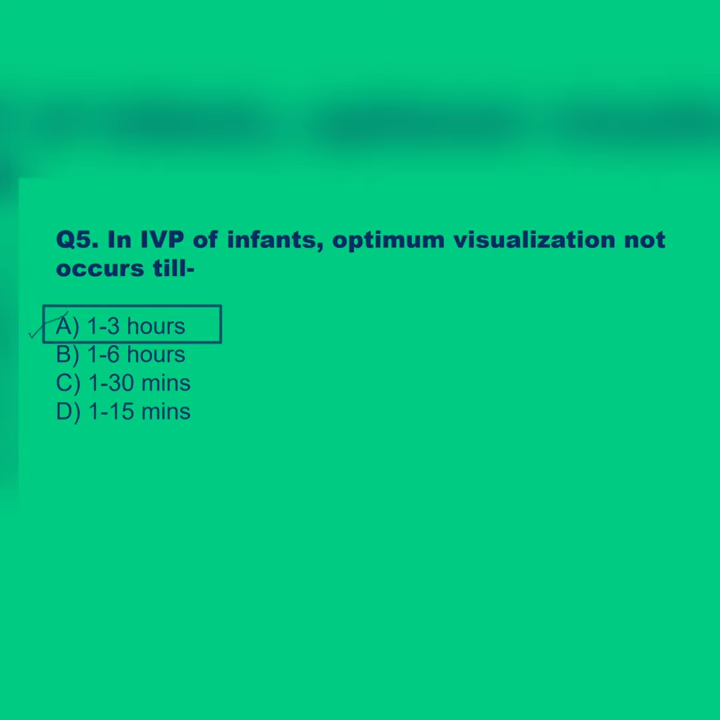 Q5. In IVP of infants, optimum visualization not
occurs till-
A) 1-3 hours
B) 1-6 hours
C) 1-30 mins
D) 1-15 mins